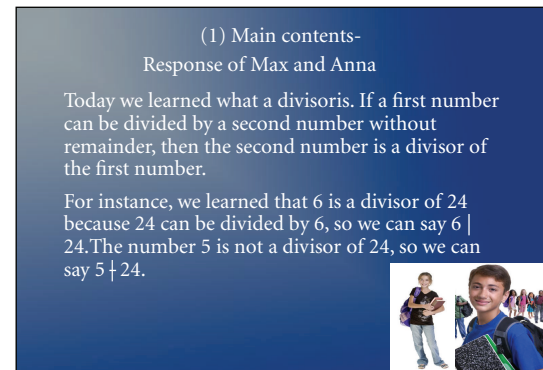 (1) Main contents-
Response of Max and Anna
Today we learned what a divisoris. If a first number
can be divided by a second number without
remainder, then the second number is a divisor of
the first number.
For instance, we learned that 6 is a divisor of 24
because 24 can be divided by 6, so we can say 6 |
24.The number 5 is not a divisor of 24, so we can
say 5 ∤ 24.